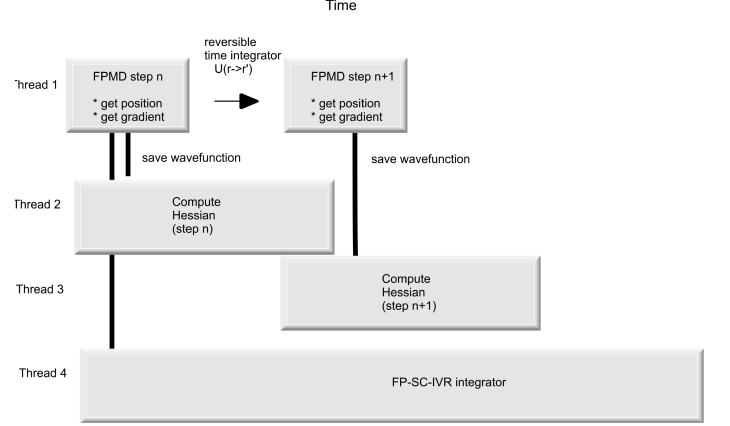 Time
reversible
time integrator
U(r->r')
Thread 1
FPMD step n
* get position
* get gradient
FPMD step n+1
* get position
* get gradient
save wavefunction
save wavefunction
Thread 2
Compute
Hessian
(step n)
Thread 3
Compute
Hessian
(step n+1)
Thread 4
FP-SC-IVR integrator